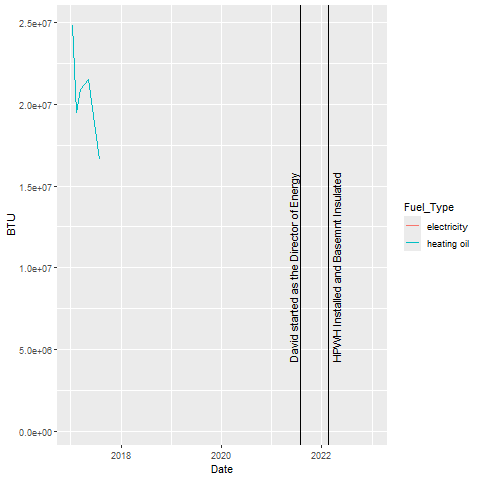 2.5e+07
2.0e+07
1.5e+07
1.0e+07
5.0e+06
0.0e+00
BTU
David started as the Director of Energy
HPWH Installed and Basemnt Insulated
2018
2020
2022
Date
Fuel_Type
electricity
heating oil